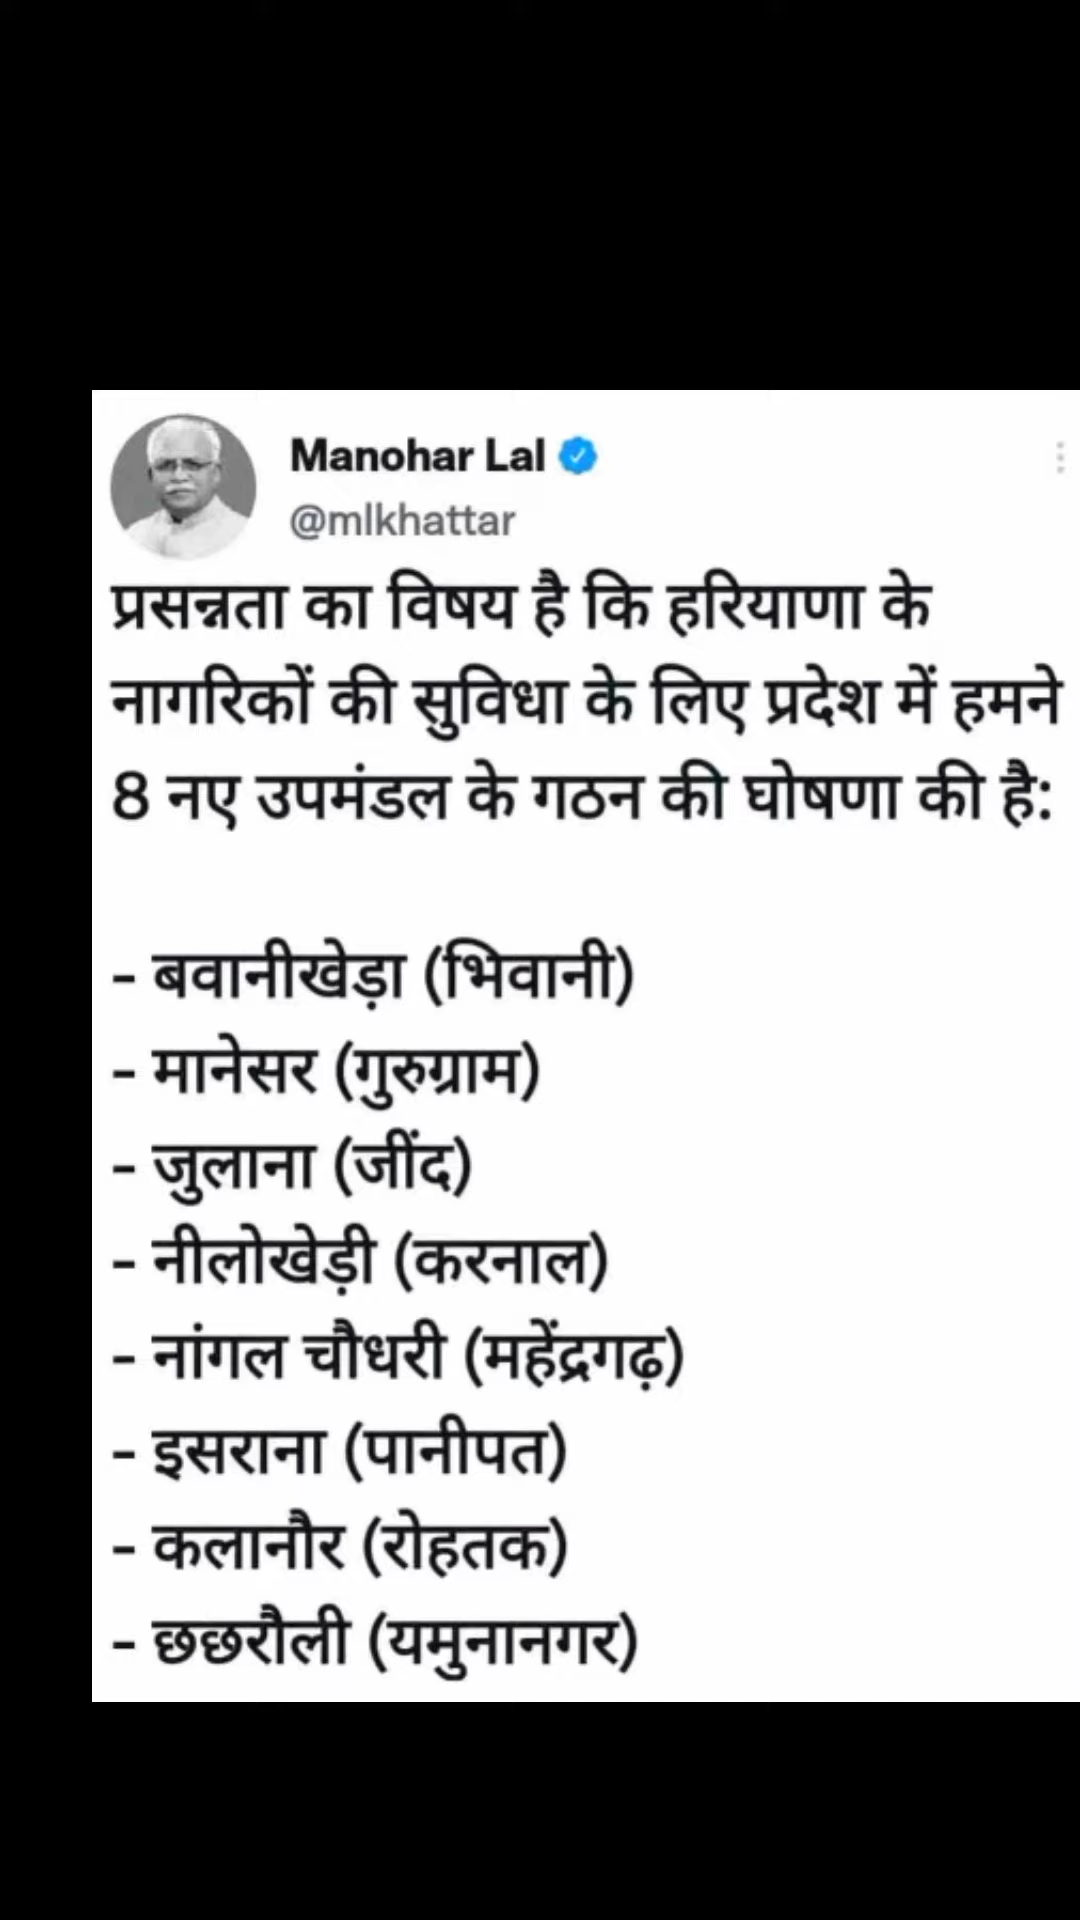 Manohar Lal
@mlkhattar
प्रसन्नता का विषय है कि हरियाणा के
नागरिकों की सुविधा के लिए प्रदेश में हमने
8 नए उपमंडल के गठन की घोषणा की है:
- बवानीखेड़ा (भिवानी)
- मानेसर (गुरुग्राम)
- जुलाना (जींद)
- नीलोखेड़ी (करनाल)
- नांगल चौधरी (महेंद्रगढ़)
- इसराना (पानीपत)
- कलानौर (रोहतक)
- छछरौली (यमुनानगर)